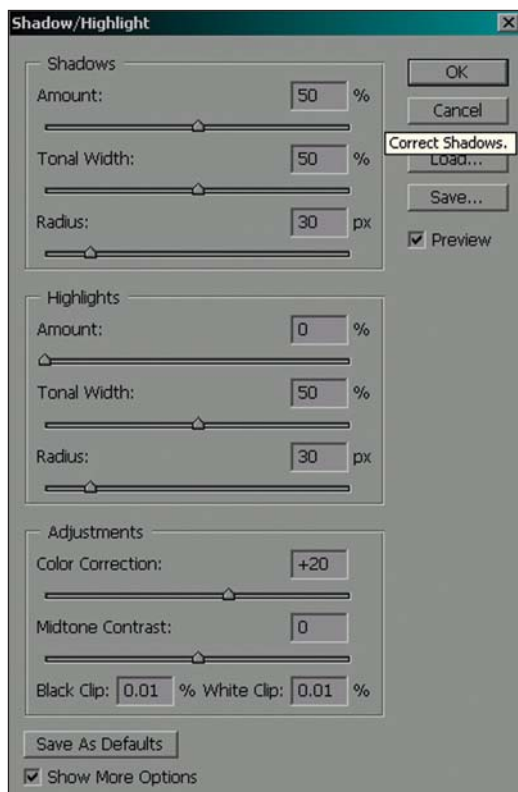 Shadow/Highlight
Shadows
Amount: 50 %
Tonal Width: 50 %
Radius: 30 px
Highlights
Amount: 0 %
Tonal Width: 50 %
Radius: 30 px
Adjustments
Color Correction: +20
Midtone Contrast: 0
Black Clip: 0.01 % White Clip: 0.01 %
Save As Defaults
Show More Options
OK
Cancel
Correct Shadows.
Load...
Save...
Preview